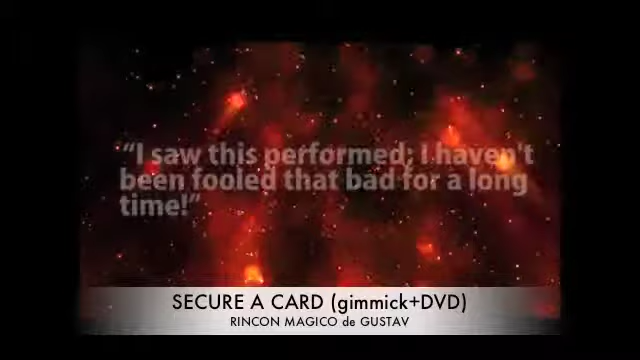 “I saw this performed; I haven't
been fooled that bad for a long
time!”
SECURE A CARD (gimmick+DVD)
RINCON MAGICO de GUSTAV